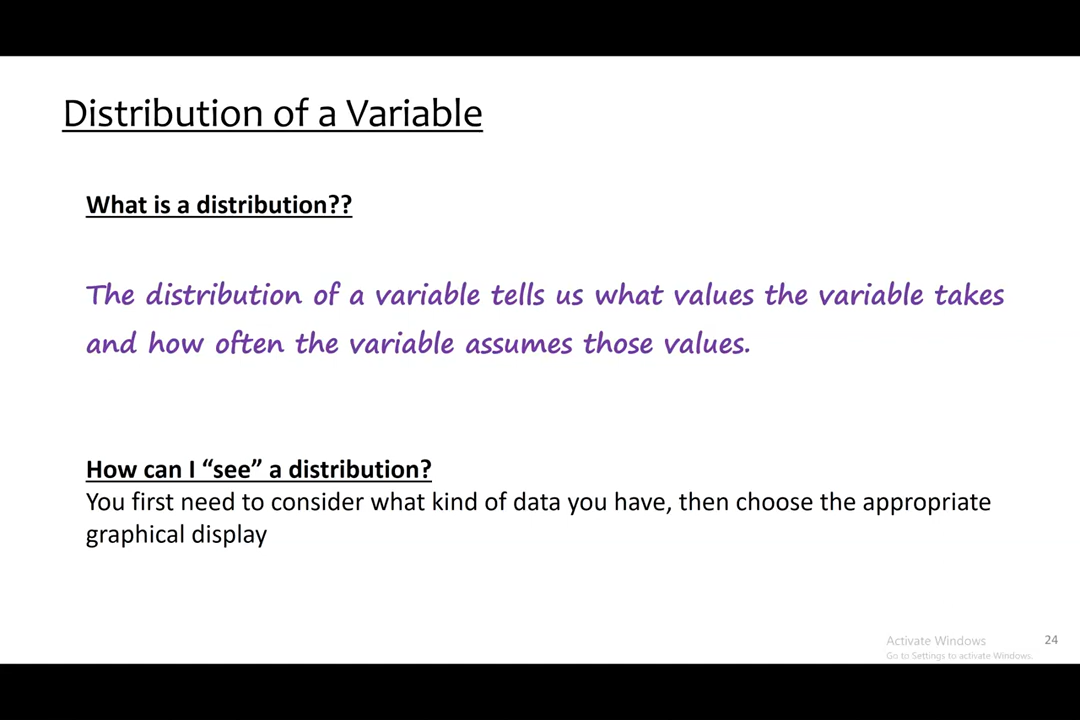 Distribution of a Variable
What is a distribution??
The distribution of a variable tells us what values the variable takes
and how often the variable assumes those values.
How can I “see” a distribution?
You first need to consider what kind of data you have, then choose the appropriate
graphical display
Activate Windows
Go to Settings to activate Windows.
24